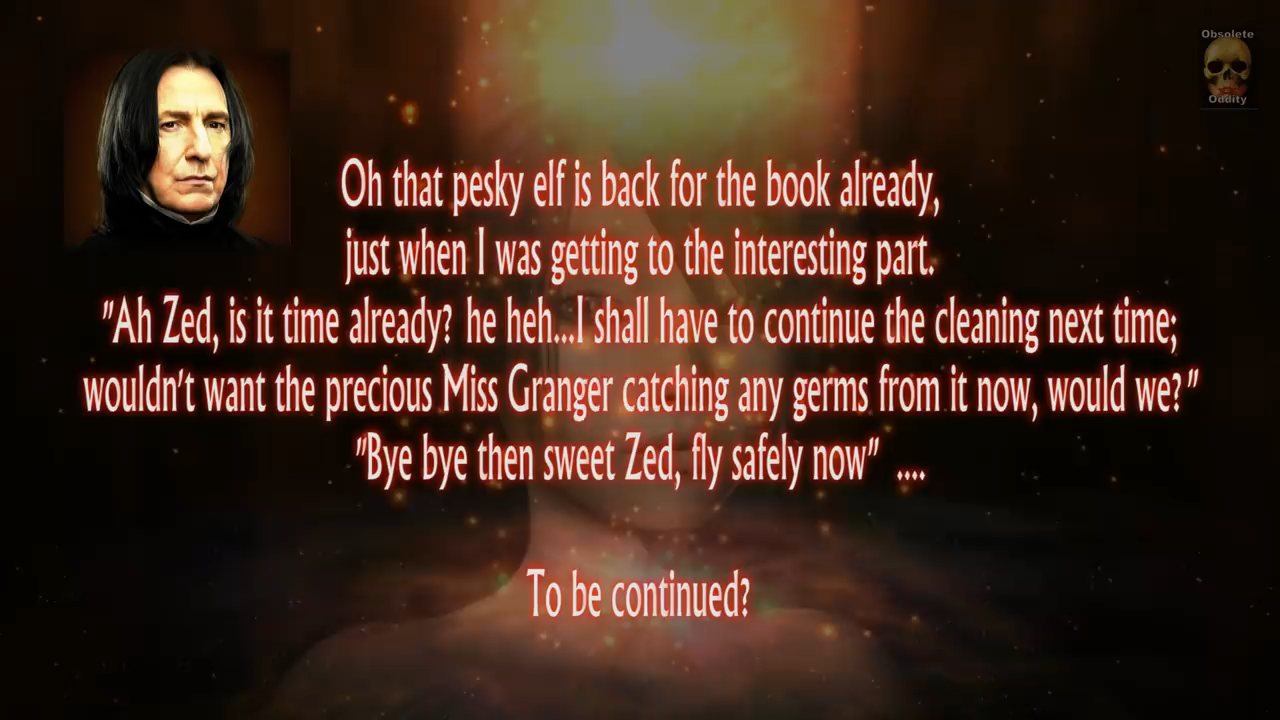 Obsolete
Oddity
Oh that pesky elf is back for the book already,
just when I was getting to the interesting part.
"Ah Zed, is it time already? he heh...I shall have to continue the cleaning next time;
wouldn't want the precious Miss Granger catching any germs from it now, would we?"
"Bye bye then sweet Zed, fly safely now" ....
To be continued?